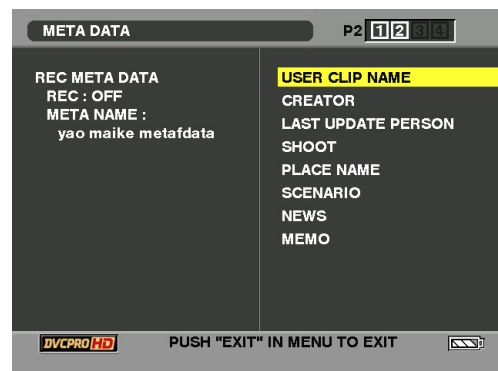 META DATA
P2 1 2 3 4
REC META DATA
REC : OFF
META NAME :
yao maike metafdata
USER CLIP NAME
CREATOR
LAST UPDATE PERSON
SHOOT
PLACE NAME
SCENARIO
NEWS
MEMO
DVCPRO HD
PUSH "EXIT" IN MENU TO EXIT